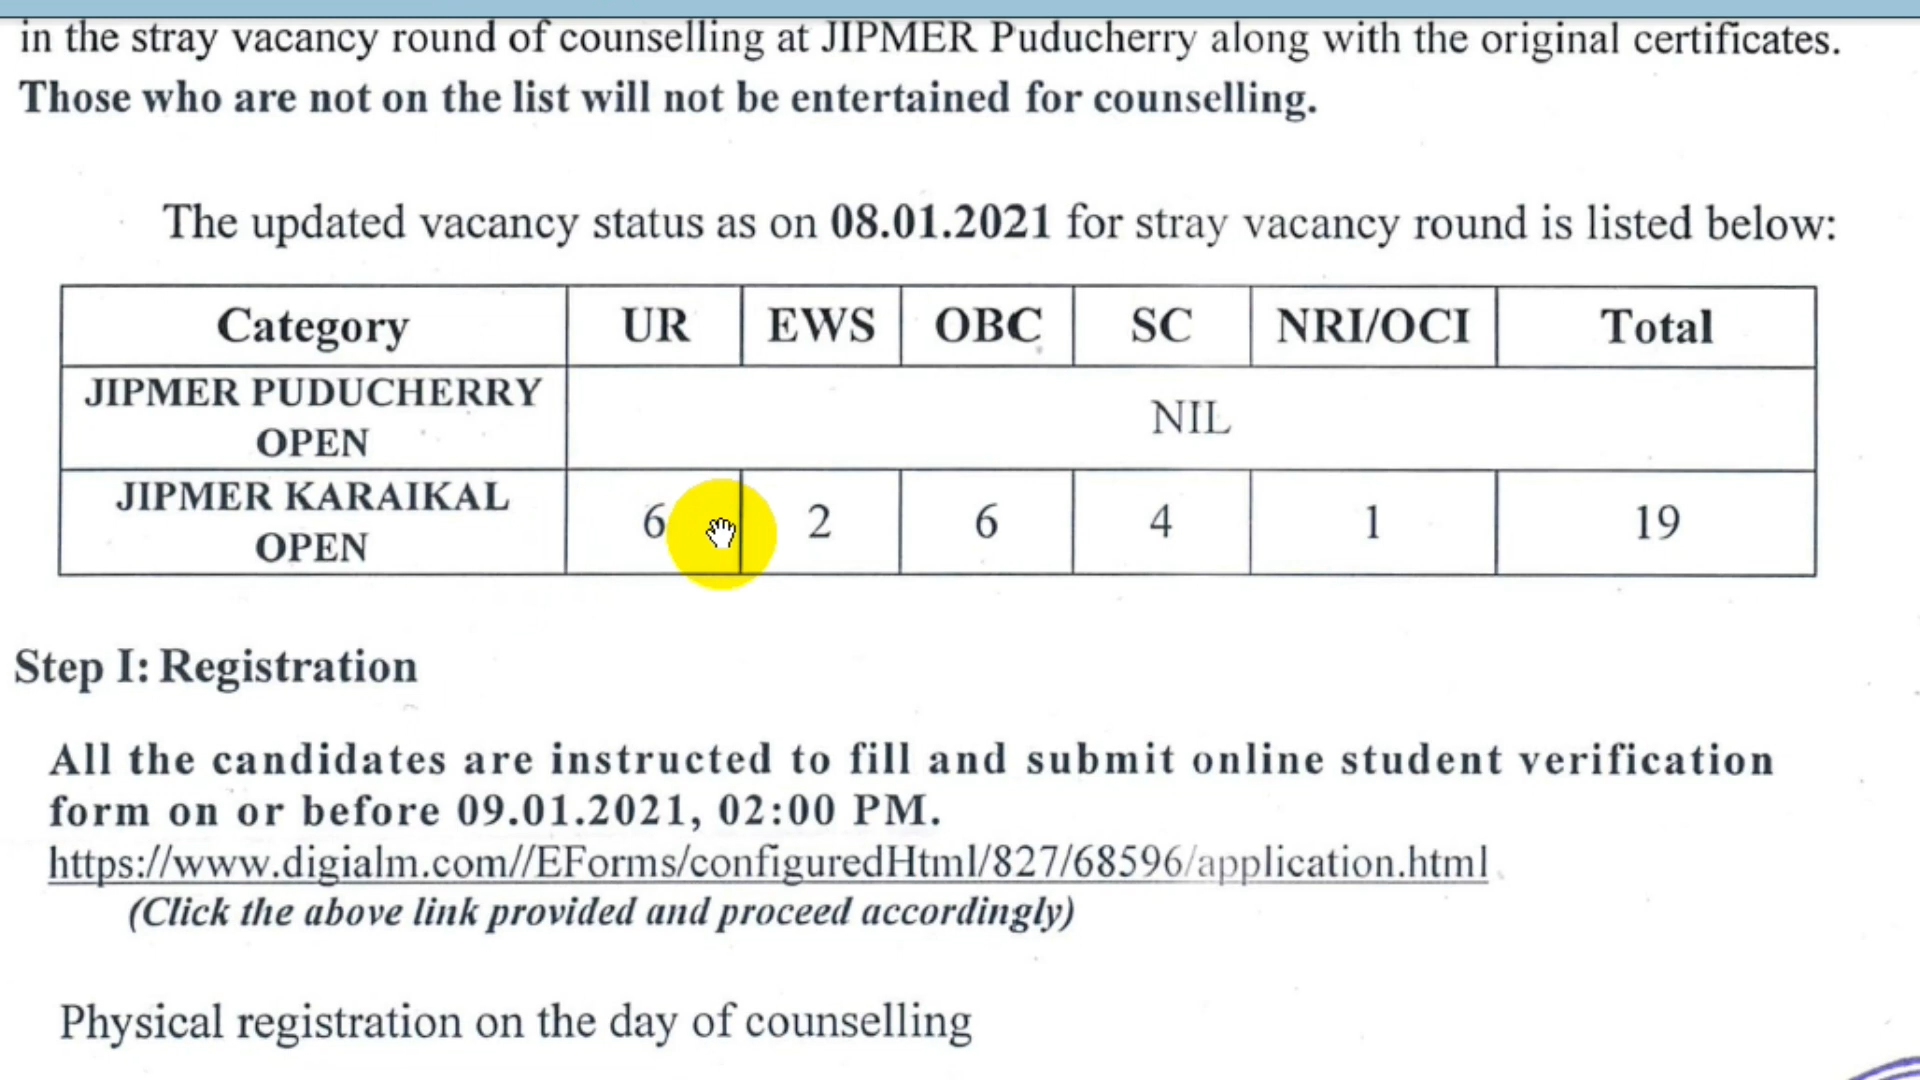 in the stray vacancy round of counselling at JIPMER Puducherry along with the original certificates.
Those who are not on the list will not be entertained for counselling.
The updated vacancy status as on 08.01.2021 for stray vacancy round is listed below:
Category UR EWS OBC SC NRI/OCI Total
JIPMER PUDUCHERRY
OPEN
NIL
JIPMER KARAIKAL
OPEN
6 2 6 4 1 19
Step I: Registration
All the candidates are instructed to fill and submit online student verification
form on or before 09.01.2021, 02:00 PM.
https://www.digialm.com//EForms/configuredHtml/827/68596/application.html
(Click the above link provided and proceed accordingly)
Physical registration on the day of counselling